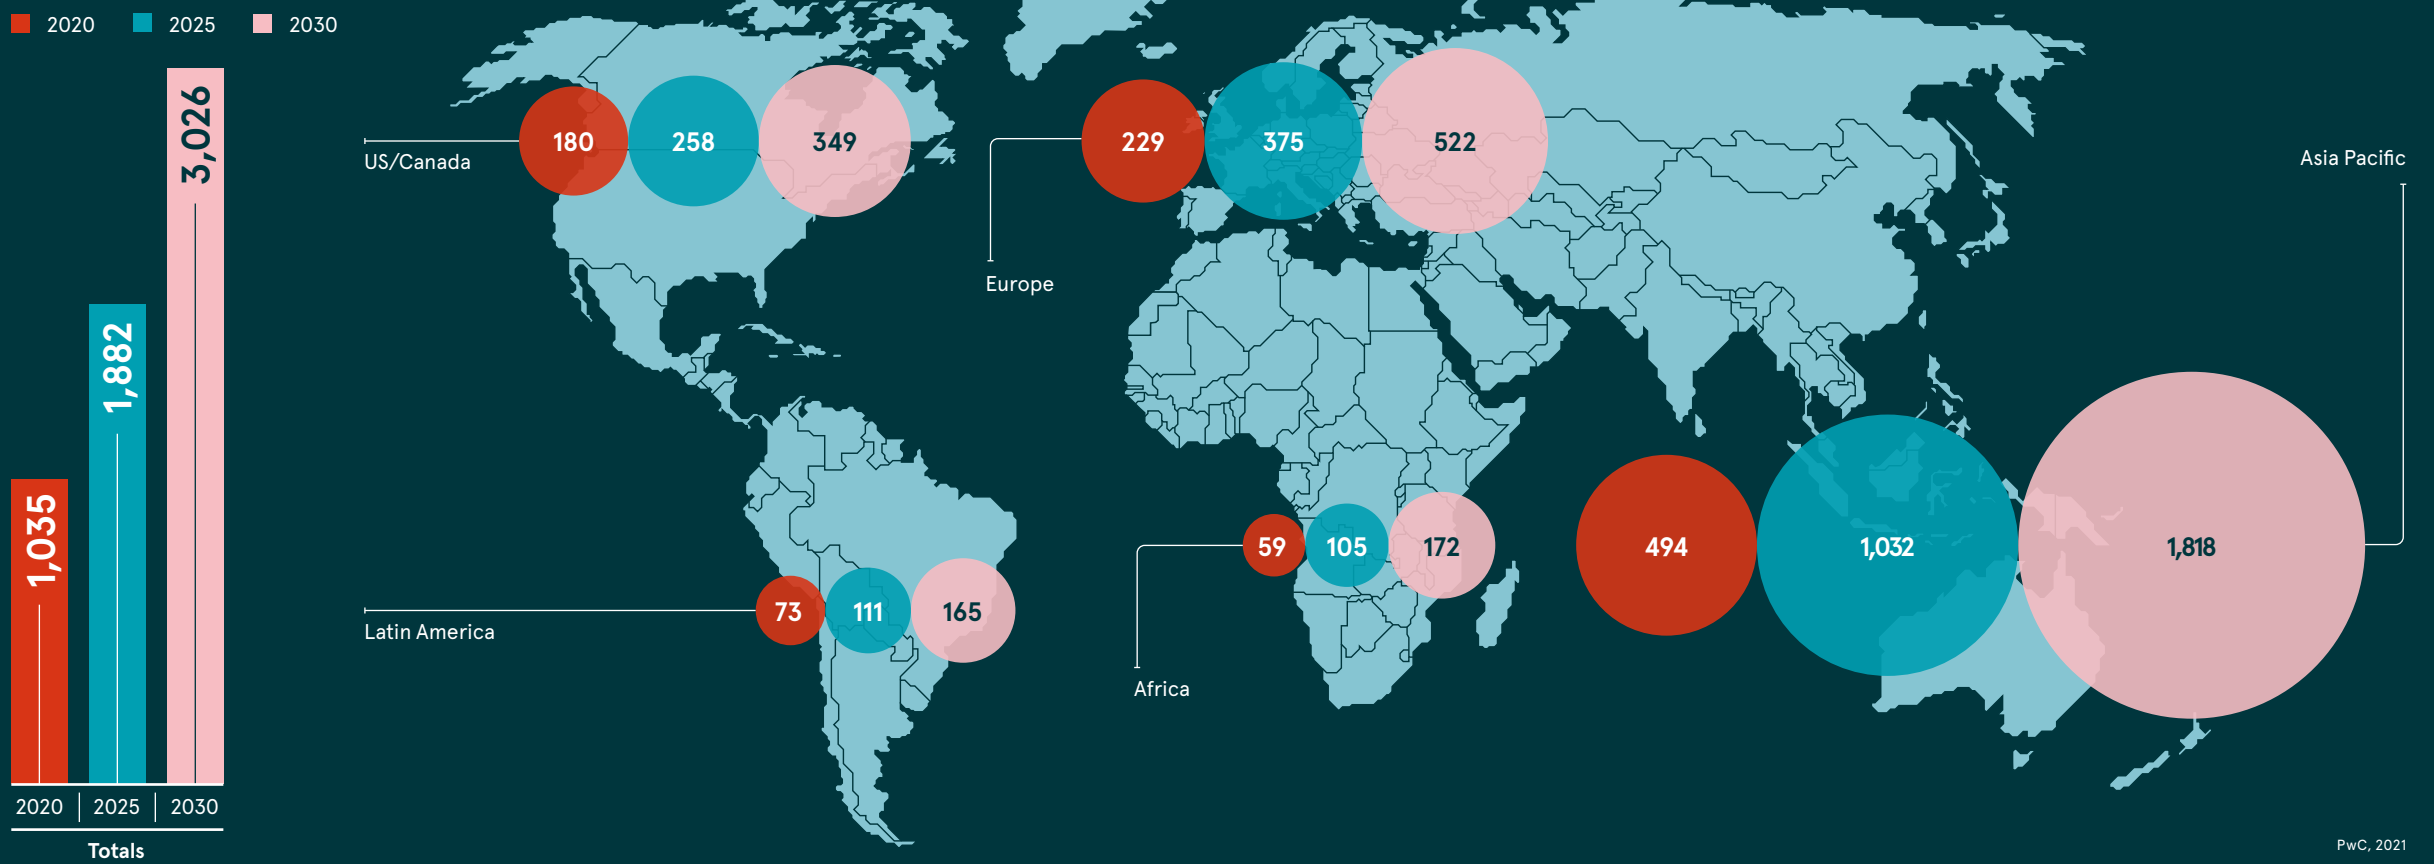 2020 2025 2030
3,026
1,882
1,035
2020 2025 2030
Totals
180 258 349
US/Canada
229 375 522
Europe
Asia Pacific
494 1,032 1,818
59 105 172
Africa
73 111 165
Latin America
PwC, 2021